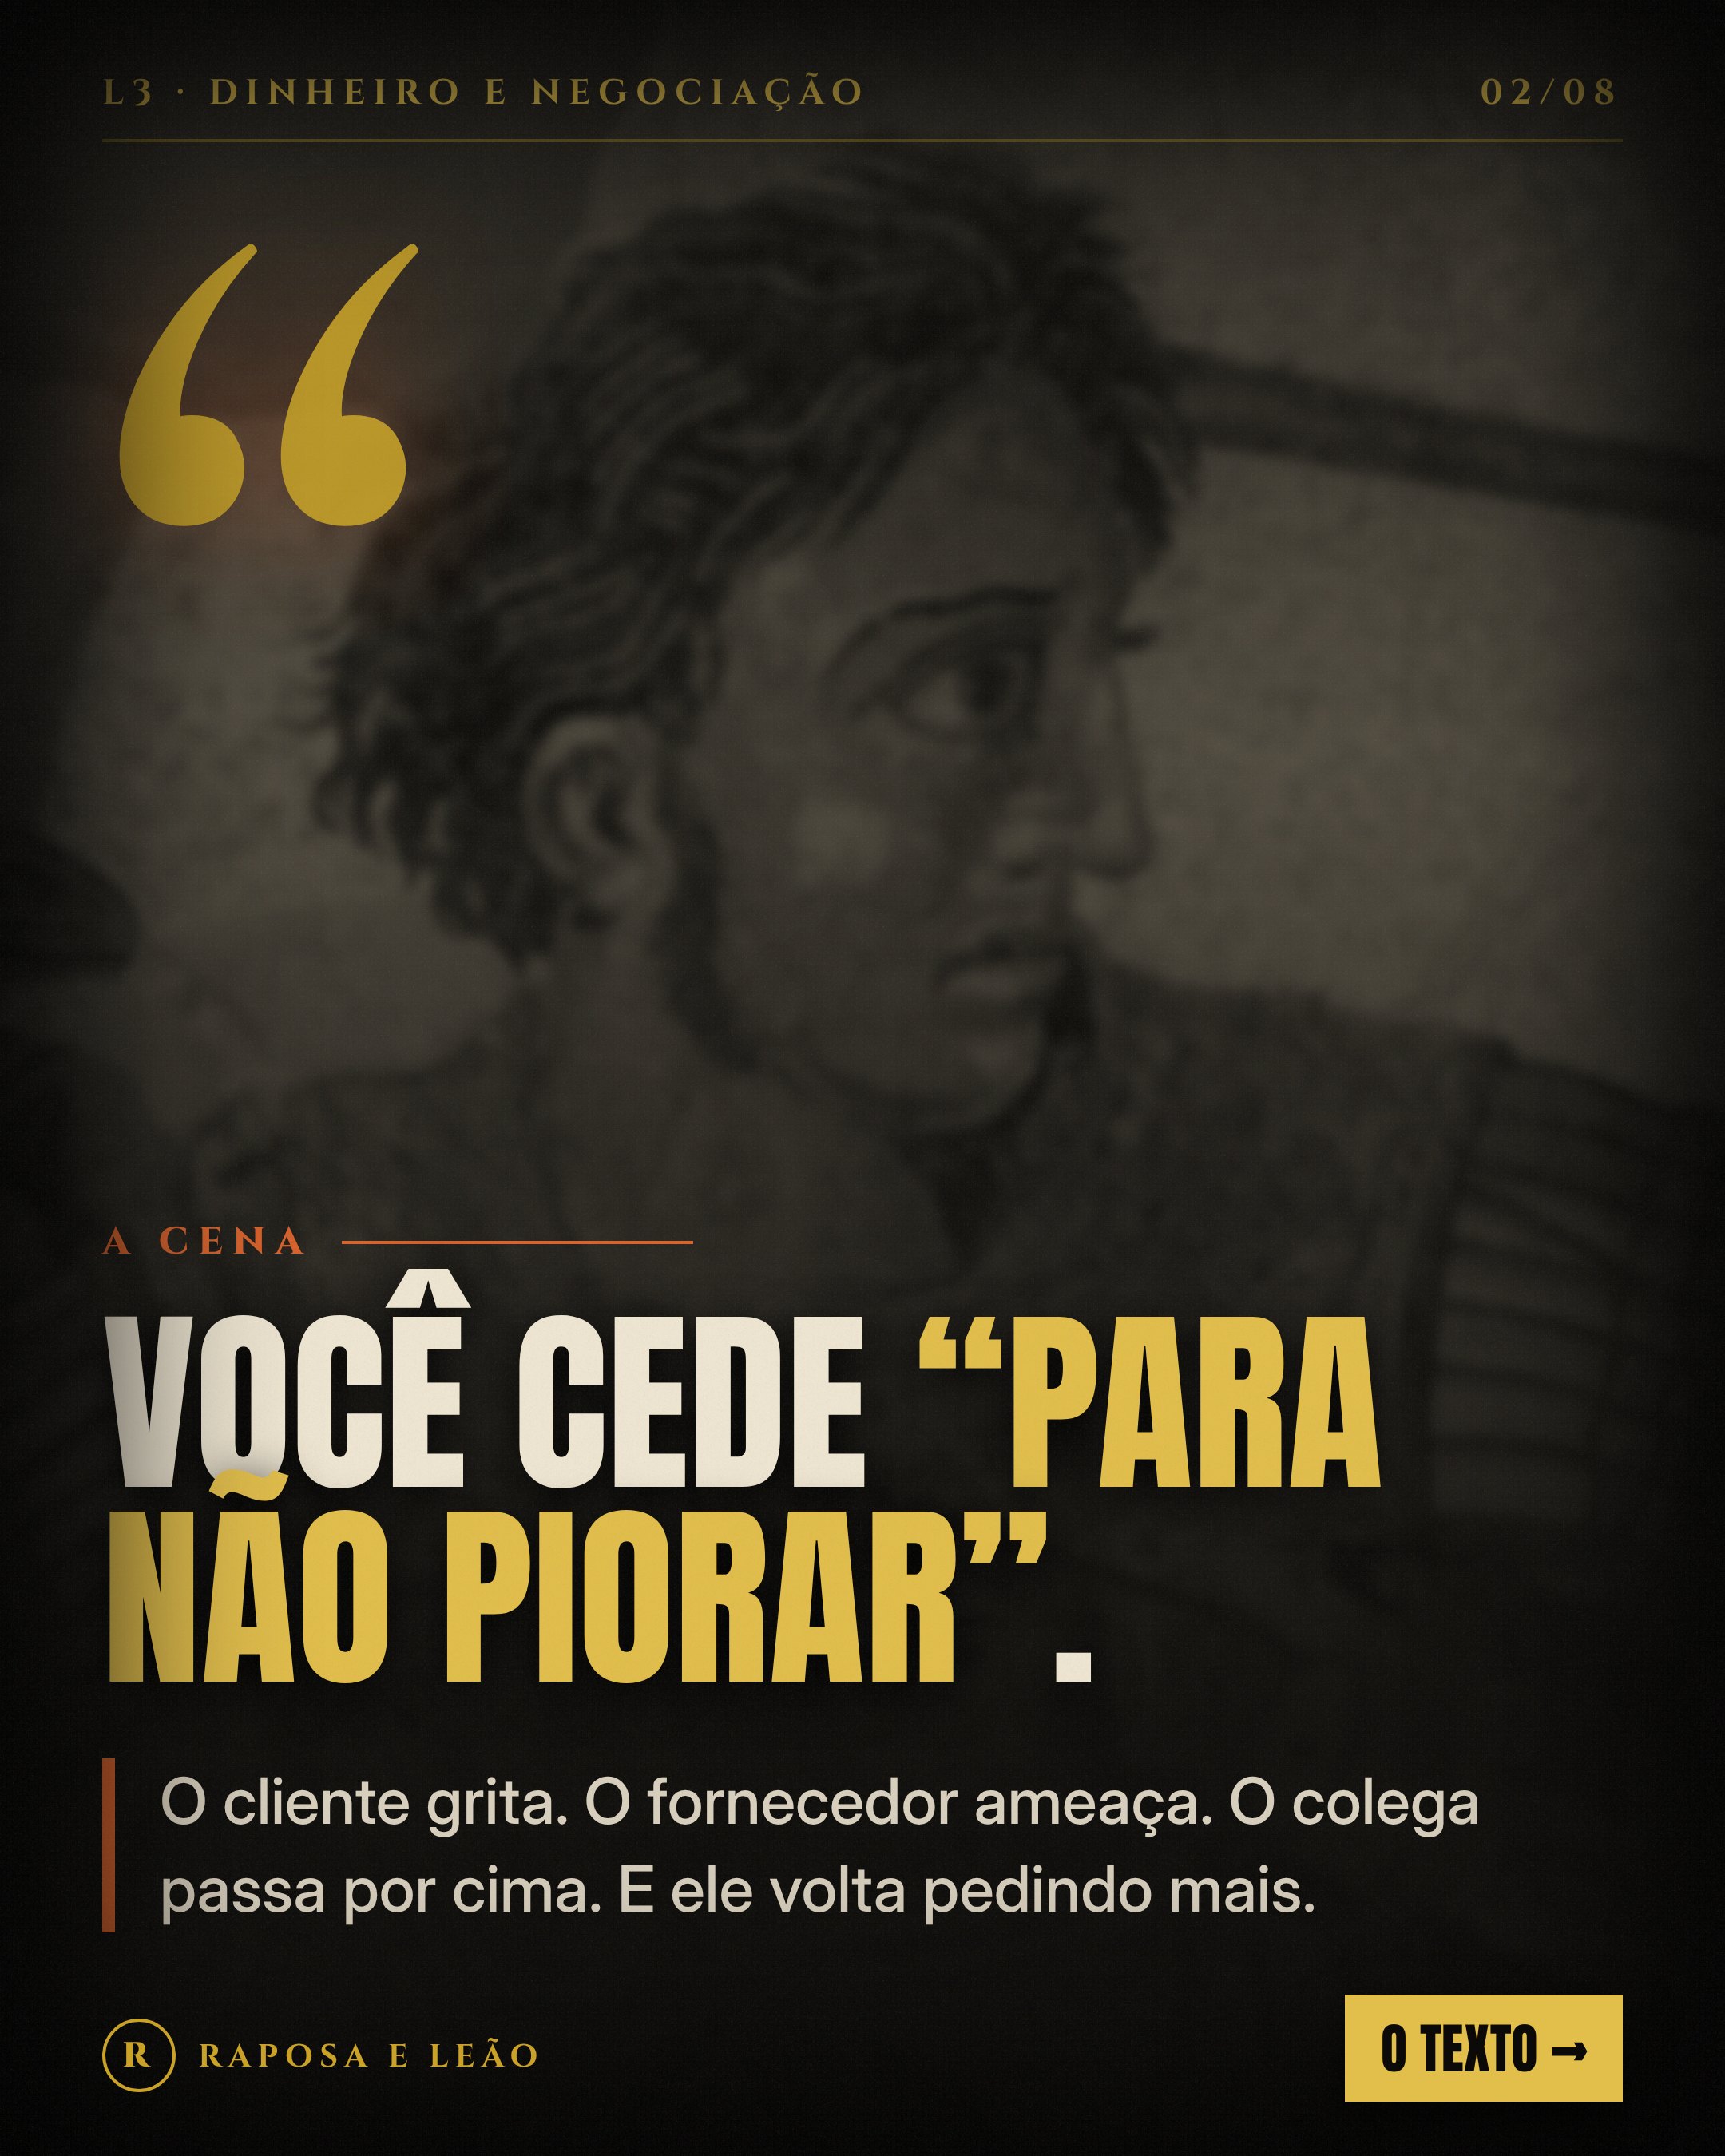 L3 · DINHEIRO E NEGOCIAÇÃO
02/08
“
A CENA
VOCÊ CEDE “PARA
NÃO PIORAR”.
O cliente grita. O fornecedor ameaça. O colega
passa por cima. E ele volta pedindo mais.
R RAPOSA E LEÃO
O TEXTO →